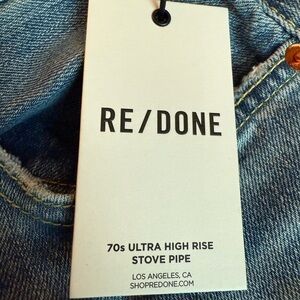 RE/DONE
70s ULTRA HIGH RISE
STOVE PIPE
LOS ANGELES, CA
SHOPREDONE.COM